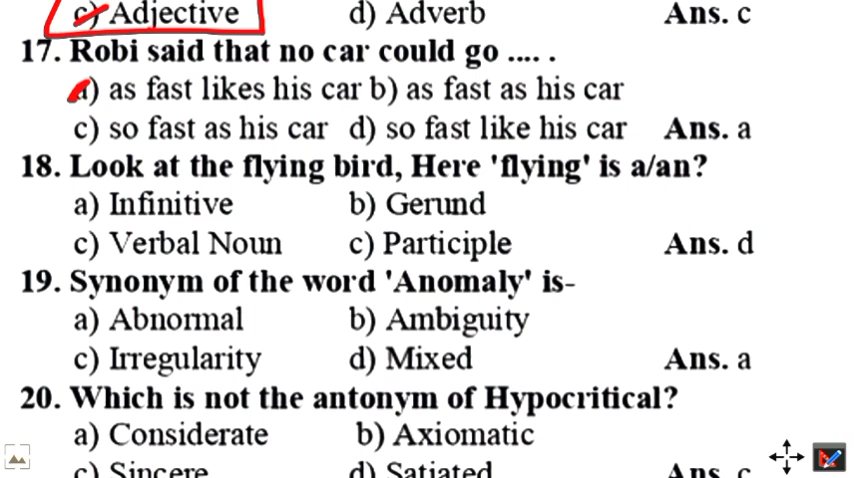 c) Adjective d) Adverb Ans. c
17. Robi said that no car could go .... .
a) as fast likes his car b) as fast as his car
c) so fast as his car d) so fast like his car Ans. a
18. Look at the flying bird, Here 'flying' is a/an?
a) Infinitive b) Gerund
c) Verbal Noun c) Participle Ans. d
19. Synonym of the word 'Anomaly' is-
a) Abnormal b) Ambiguity
c) Irregularity d) Mixed Ans. a
20. Which is not the antonym of Hypocritical?
a) Considerate b) Axiomatic
c) Sincere d) Satiated Ans. c